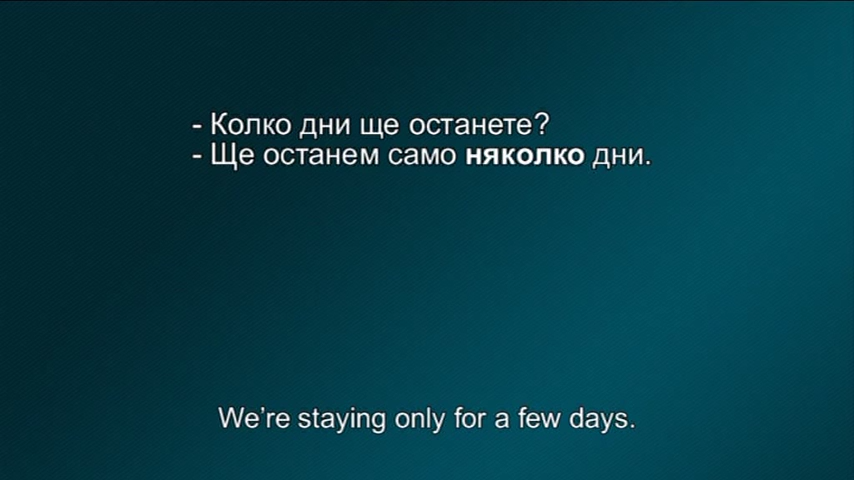 - Колко дни ще останете?
- Ще останем само няколко дни.
We're staying only for a few days.